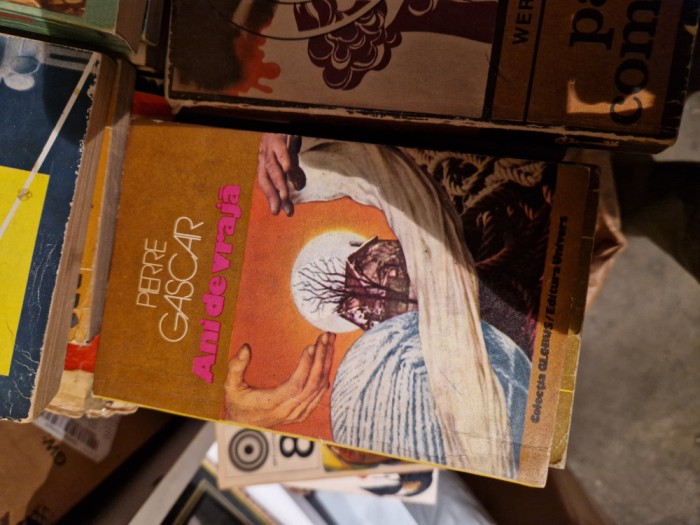 PIERRE
GASCAR
Ani de vrajă
Colecția GLOBUS/Editura Univers
WER
pa
com
8